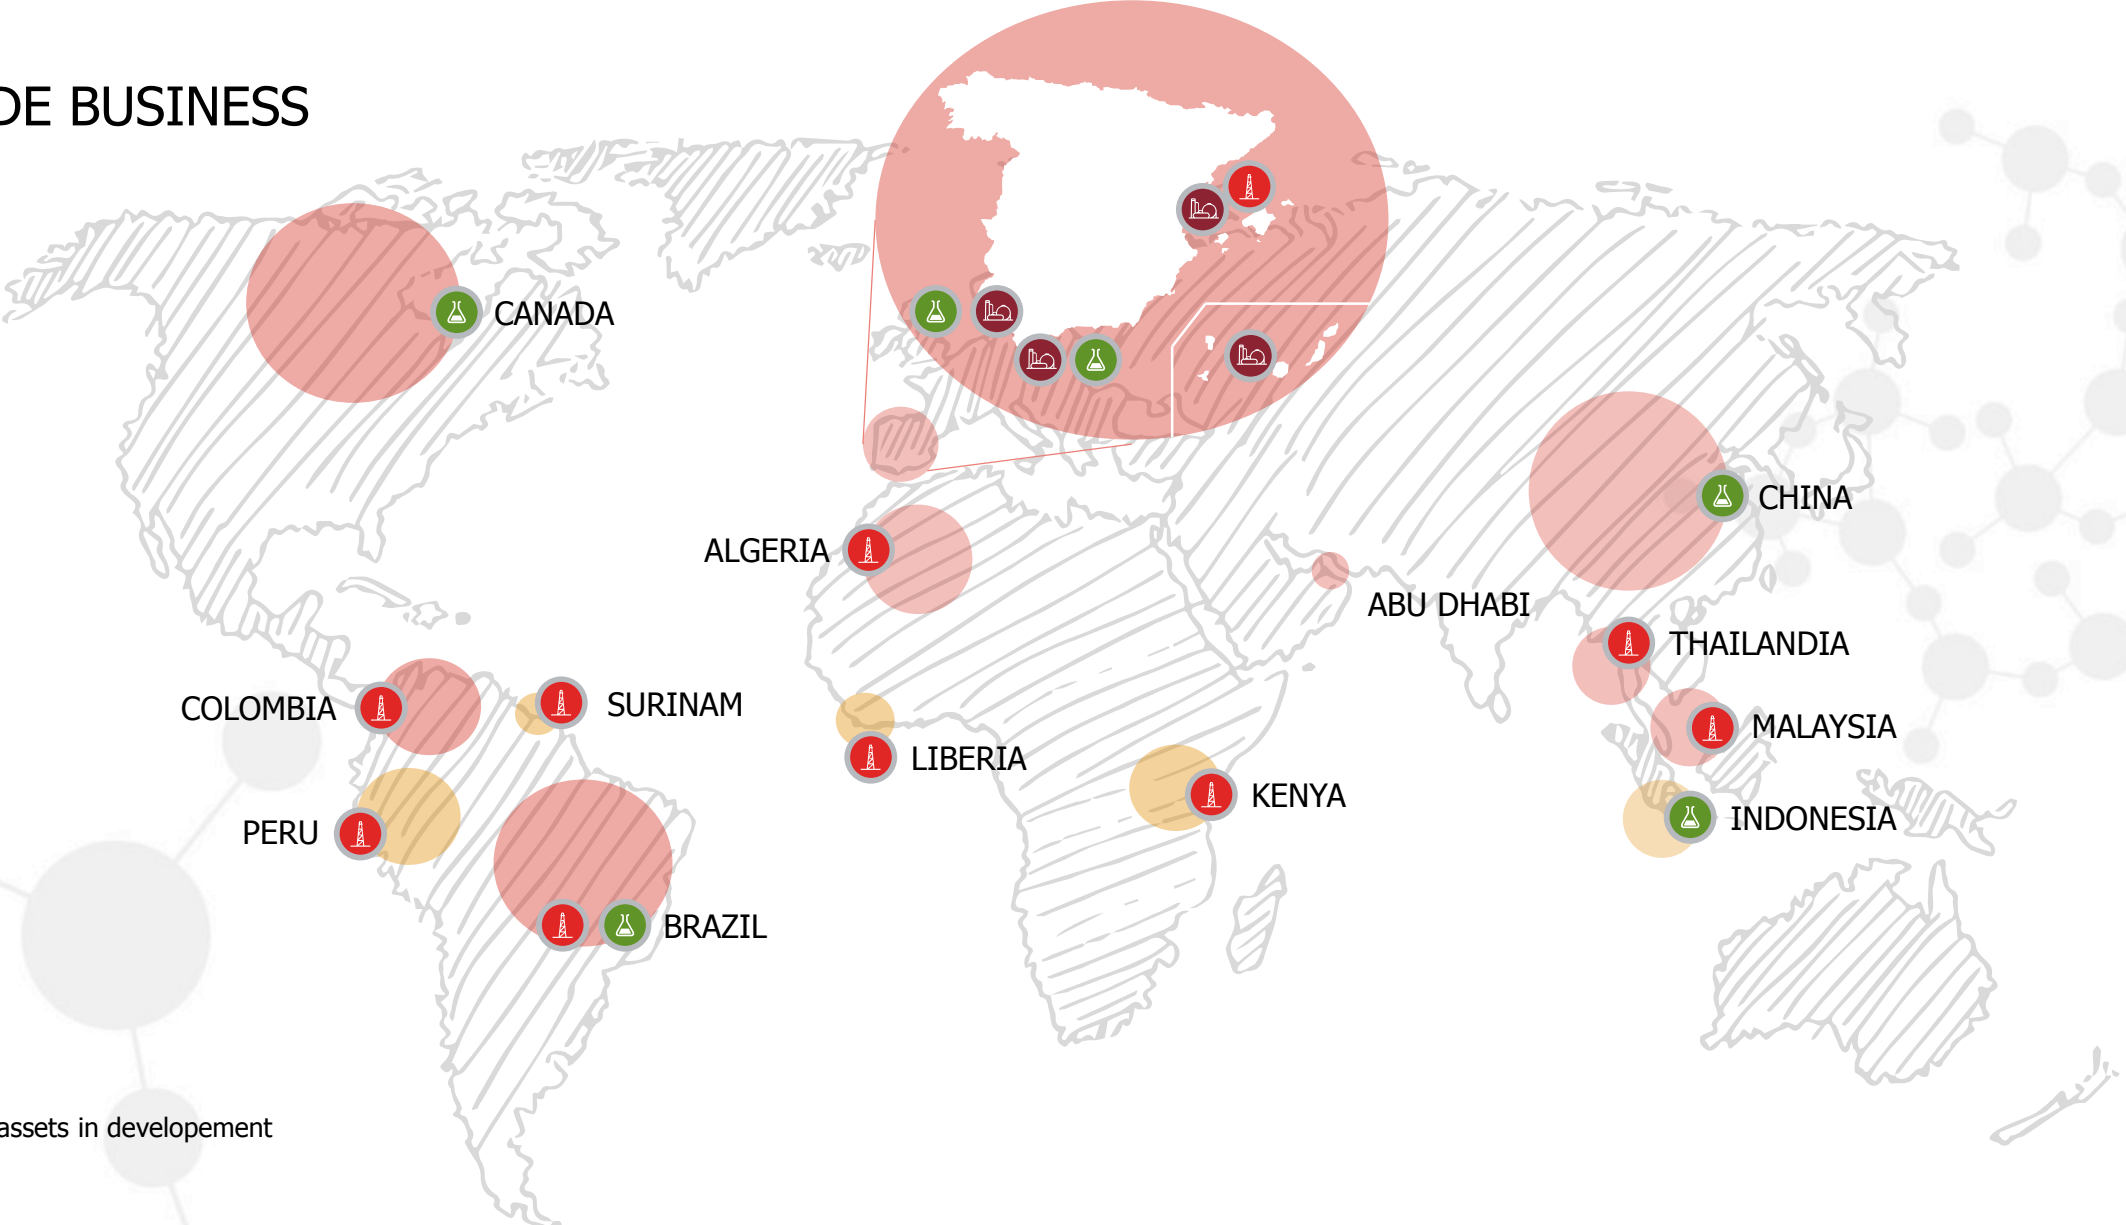 DE BUSINESS
CANADA
CHINA
ALGERIA
ABU DHABI
THAILANDIA
COLOMBIA
SURINAM
MALAYSIA
LIBERIA
KENYA
INDONESIA
PERU
BRAZIL
assets in developement